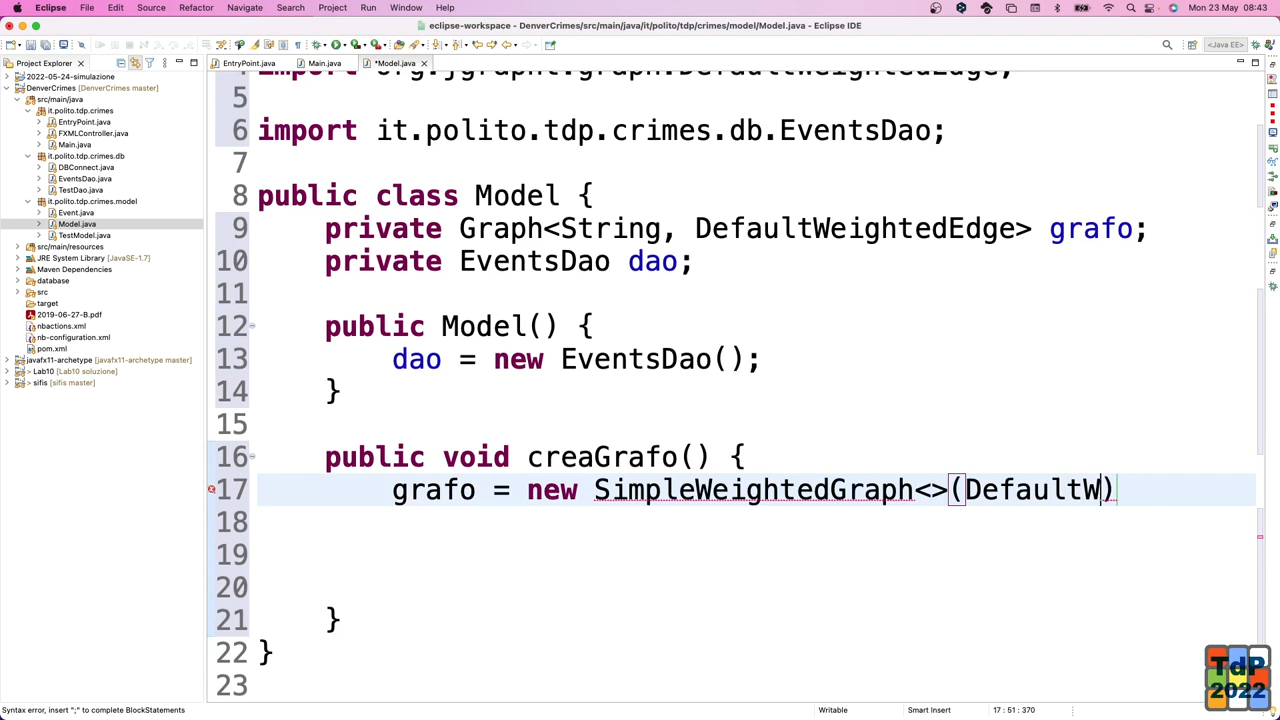 Eclipse File Edit Source Refactor Navigate Search Project Run Window Help Mon 23 May 08:43
eclipse-workspace - DenverCrimes/src/main/java/it/polito/tdp/crimes/model/Model.java - Eclipse IDE
<Java EE>
Project Explorer
EntryPoint.java
Main.java
*Model.java
2022-05-24-simulazione
DenverCrimes [DenverCrimes master]
src/main/java
it.polito.tdp.crimes
EntryPoint.java
FXMLController.java
Main.java
it.polito.tdp.crimes.db
DBConnect.java
EventsDao.java
TestDao.java
it.polito.tdp.crimes.model
Event.java
Model.java
TestModel.java
src/main/resources
JRE System Library [JavaSE-1.7]
Maven Dependencies
database
src
target
2019-06-27-B.pdf
nbactions.xml
nb-configuration.xml
pom.xml
javafx11-archetype [javafx11-archetype master]
> Lab10 [Lab10 soluzione]
> sifis [sifis master]
4 import org.jgrapht.graph.DefaultWeightedEdge;
5
6 import it.polito.tdp.crimes.db.EventsDao;
7
8 public class Model {
9 private Graph<String, DefaultWeightedEdge> grafo;
10 private EventsDao dao;
11
12 public Model() {
13 dao = new EventsDao();
14 }
15
16 public void creaGrafo() {
17 grafo = new SimpleWeightedGraph<>(DefaultW)
18
19
20
21 }
22 }
23
TdP
2022
Syntax error, insert ";" to complete BlockStatements
Writable
Smart Insert
17 : 51 : 370